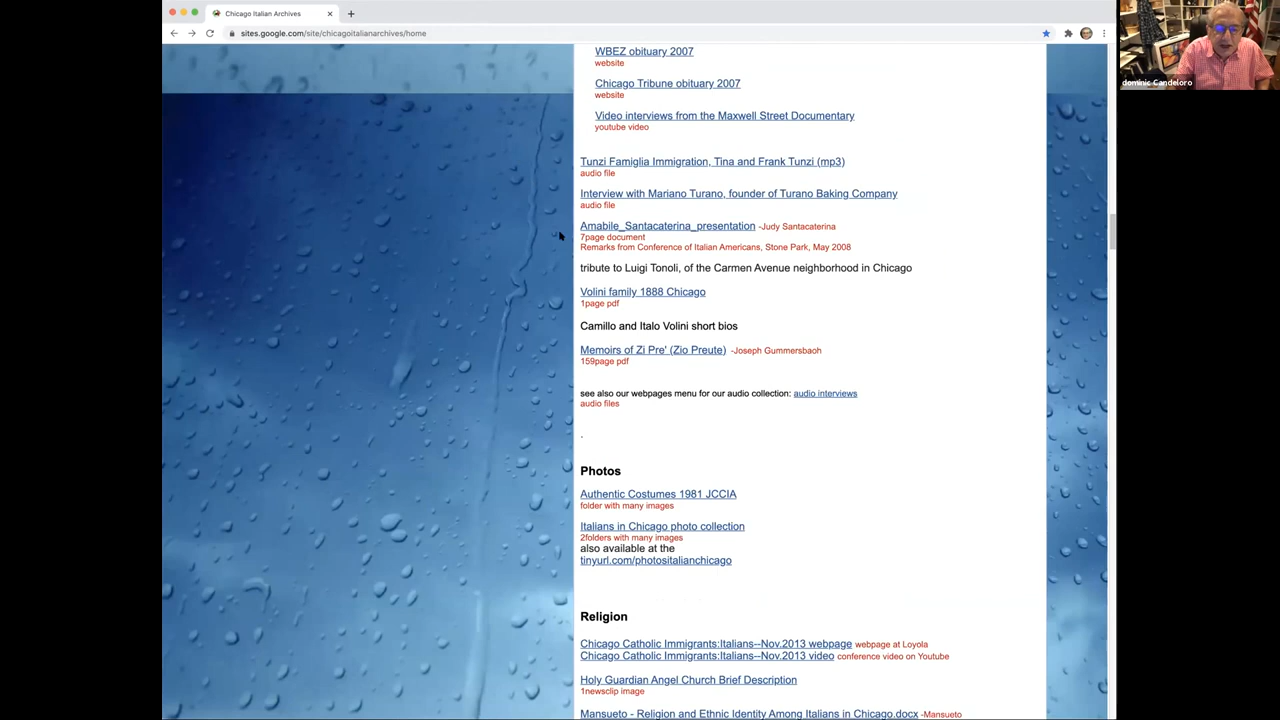 Chicago Italian Archives
sites.google.com/site/chicagoitalianarchives/home
dominic Candeloro
WBEZ obituary 2007
website
Chicago Tribune obituary 2007
website
Video interviews from the Maxwell Street Documentary
youtube video
Tunzi Famiglia Immigration, Tina and Frank Tunzi (mp3)
audio file
Interview with Mariano Turano, founder of Turano Baking Company
audio file
Amabile_Santacaterina_presentation -Judy Santacaterina
7page document
Remarks from Conference of Italian Americans, Stone Park, May 2008
tribute to Luigi Tonoli, of the Carmen Avenue neighborhood in Chicago
Volini family 1888 Chicago
1page pdf
Camillo and Italo Volini short bios
Memoirs of Zi Pre' (Zio Preute) -Joseph Gummersbaoh
159page pdf
see also our webpages menu for our audio collection: audio interviews
audio files
.
Photos
Authentic Costumes 1981 JCCIA
folder with many images
Italians in Chicago photo collection
2folders with many images
also available at the
tinyurl.com/photositalianchicago
Religion
Chicago Catholic Immigrants:Italians--Nov.2013 webpage webpage at Loyola
Chicago Catholic Immigrants:Italians--Nov.2013 video conference video on Youtube
Holy Guardian Angel Church Brief Description
1newsclip image
Mansueto - Religion and Ethnic Identity Among Italians in Chicago.docx -Mansueto